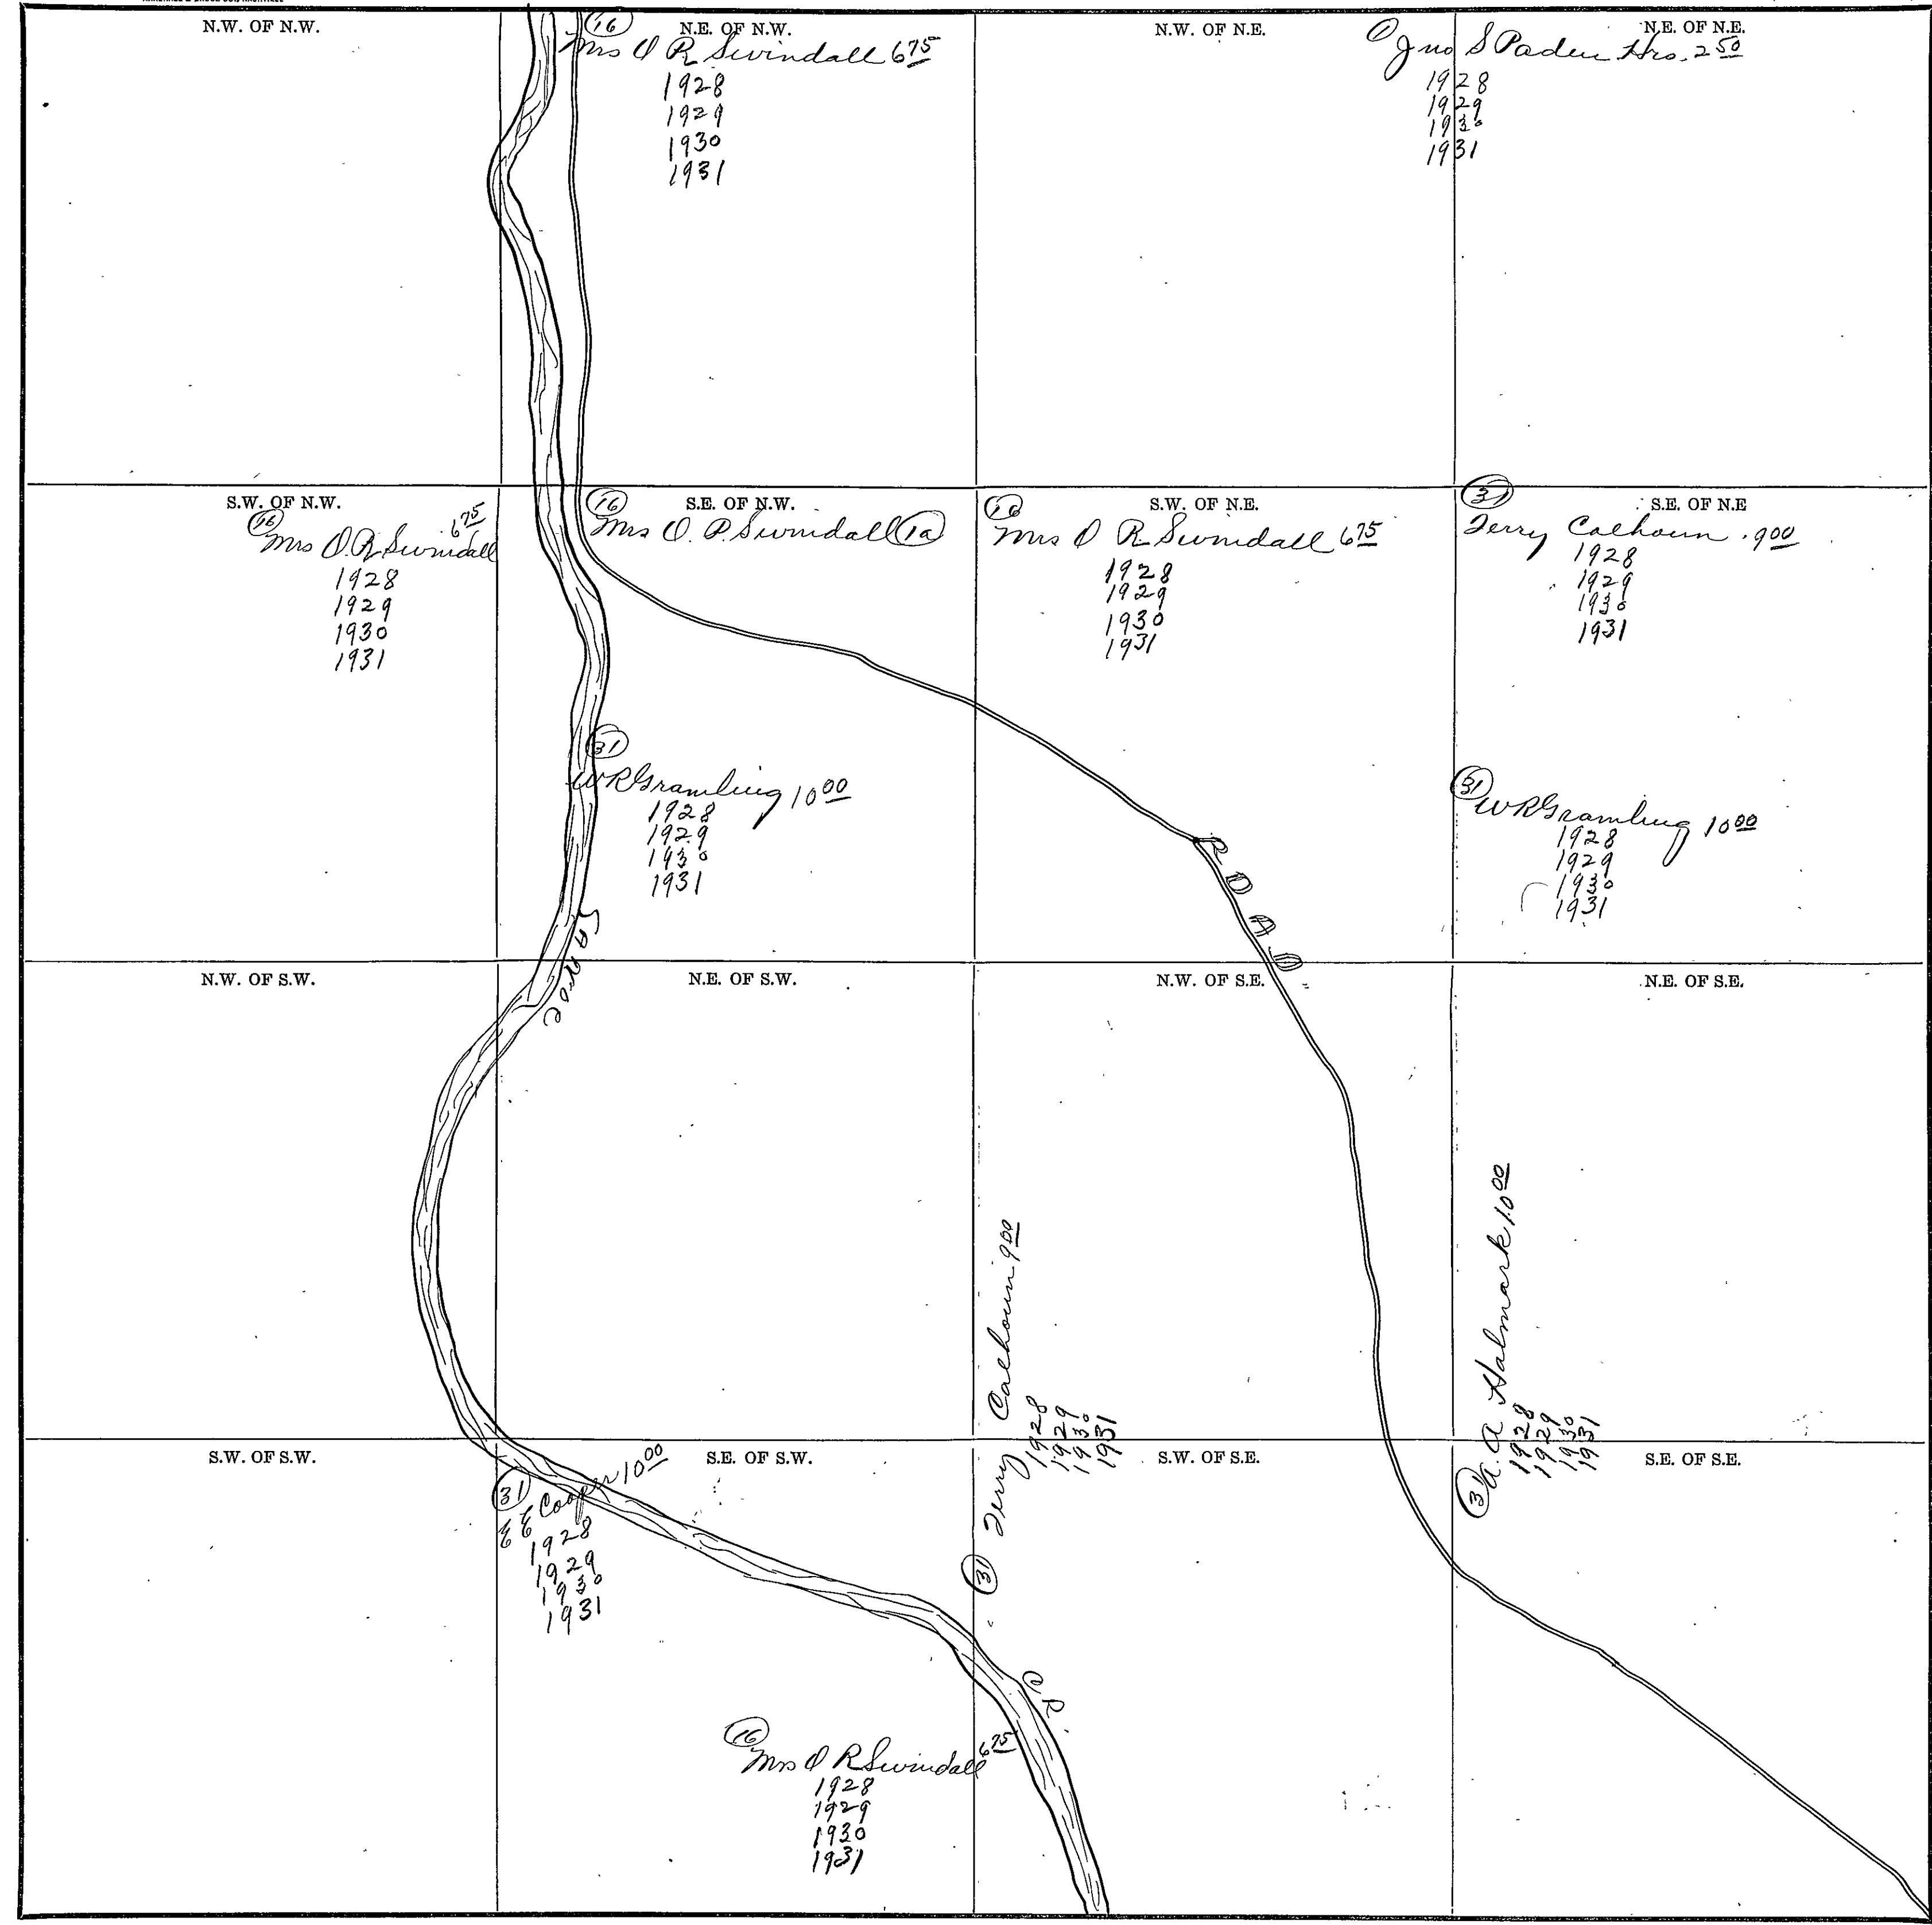 N.W. OF N.W.
N.E. OF N.W.
N.W. OF N.E.
N.E. OF N.E.
16
Mrs O R Swindall 6 75
1928
1929
1930
1931
1
Jno S Paden Hrs. 2 50
1928
1929
1930
1931
S.W. OF N.W.
S.E. OF N.W.
S.W. OF N.E.
S.E. OF N.E
16
Mrs O. R Swindall 6 75
1928
1929
1930
1931
16
Mrs O. R. Swindall 1a
16
Mrs O R Swindall 6 75
1928
1929
1930
1931
31
Jerry Calhoun . 9 00
1928
1929
1930
1931
31
W R Gramling 10 00
1928
1929
1930
1931
31
W R Gramling 10 00
1928
1929
1930
1931
ROAD
N.W. OF S.W.
N.E. OF S.W.
N.W. OF S.E.
N.E. OF S.E.
31 Jerry Calhoun 9 00
1928
1929
1930
1931
31 A. A Halmark 10 00
1928
1929
1930
1931
S.W. OF S.W.
S.E. OF S.W.
S.W. OF S.E.
S.E. OF S.E.
31
E E Cooper 10 00
1928
1929
1930
1931
16
Mrs O R Swindall 6 75
1928
1929
1930
1931